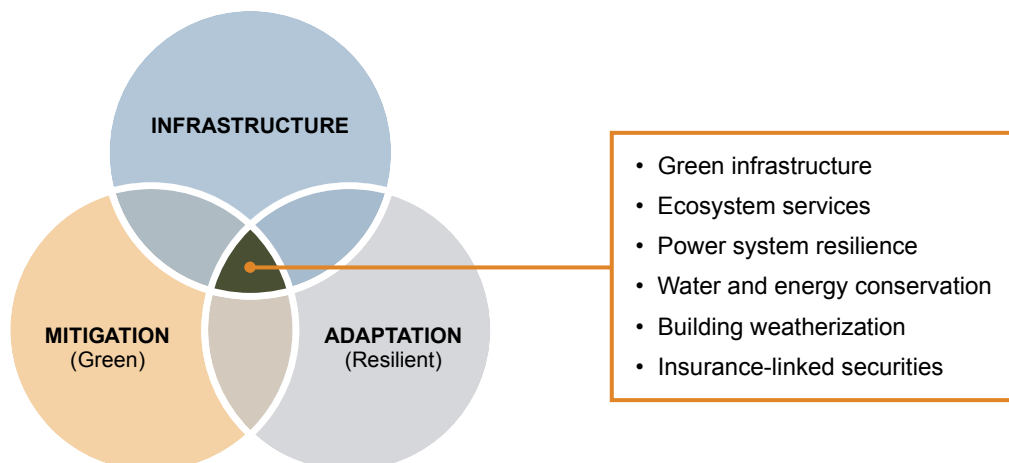 INFRASTRUCTURE
MITIGATION
(Green)
ADAPTATION
(Resilient)
• Green infrastructure
• Ecosystem services
• Power system resilience
• Water and energy conservation
• Building weatherization
• Insurance-linked securities